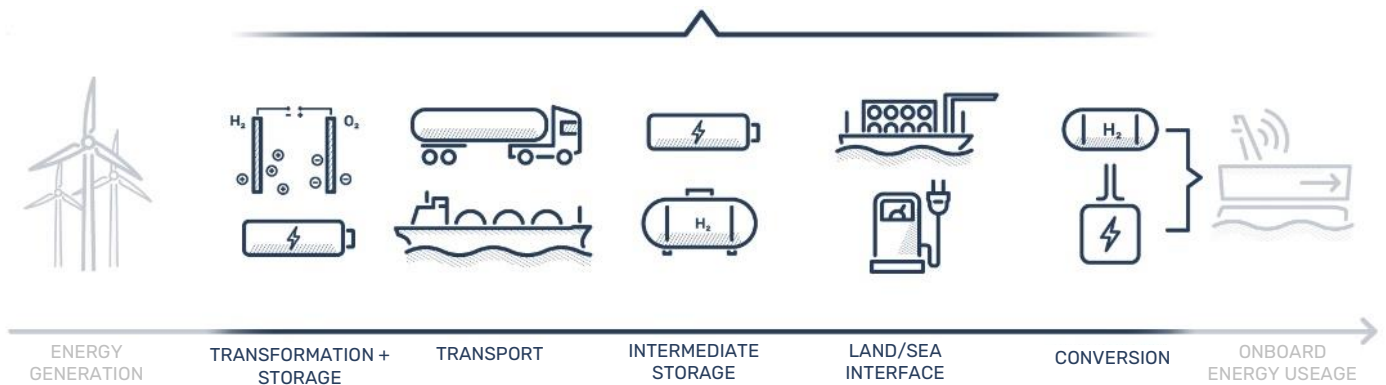 H₂
O₂
H₂
H₂
ENERGY
GENERATION
TRANSFORMATION +
STORAGE
TRANSPORT
INTERMEDIATE
STORAGE
LAND/SEA
INTERFACE
CONVERSION
ONBOARD
ENERGY USEAGE